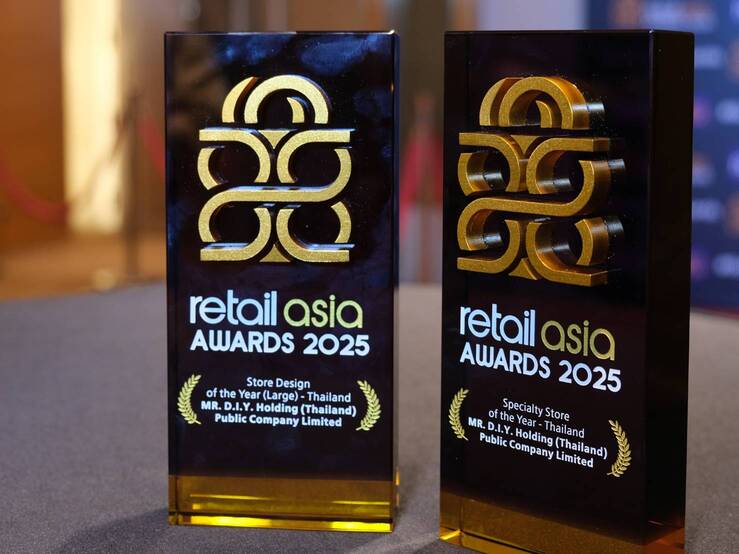 retail asia
AWARDS 2025
Store Design
of the Year (Large) - Thailand
MR. D.I.Y. Holding (Thailand)
Public Company Limited
retail asia
AWARDS 2025
Specialty Store
of the Year - Thailand
MR. D.I.Y. Holding (Thailand)
Public Company Limited